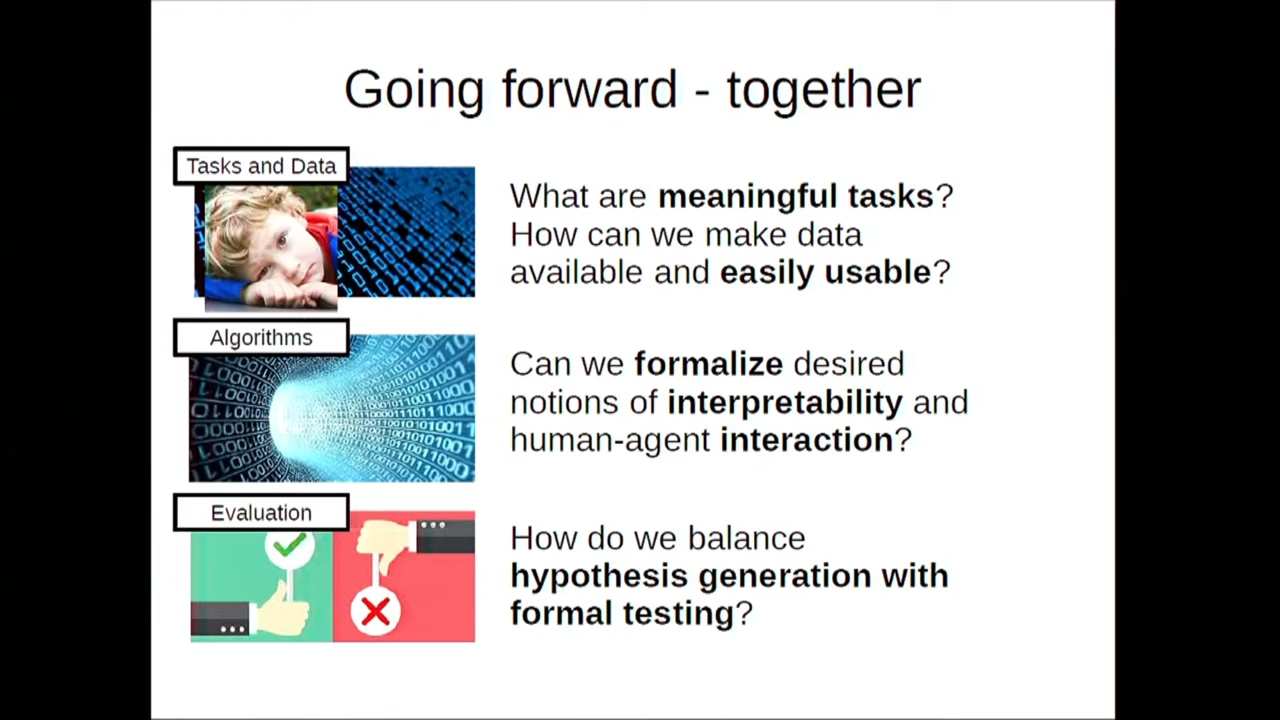 Going forward - together
Tasks and Data
What are meaningful tasks?
How can we make data
available and easily usable?
Algorithms
Can we formalize desired
notions of interpretability and
human-agent interaction?
Evaluation
How do we balance
hypothesis generation with
formal testing?